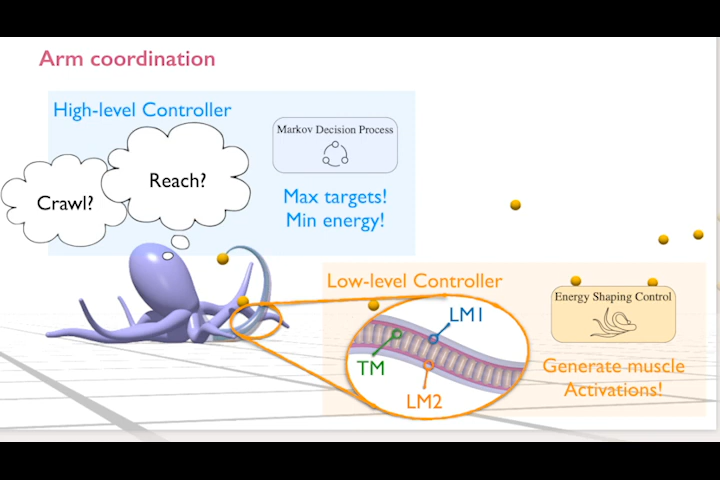 Arm coordination
High-level Controller
Markov Decision Process
Crawl?
Reach?
Max targets!
Min energy!
Low-level Controller
Energy Shaping Control
LM1
TM
LM2
Generate muscle
Activations!